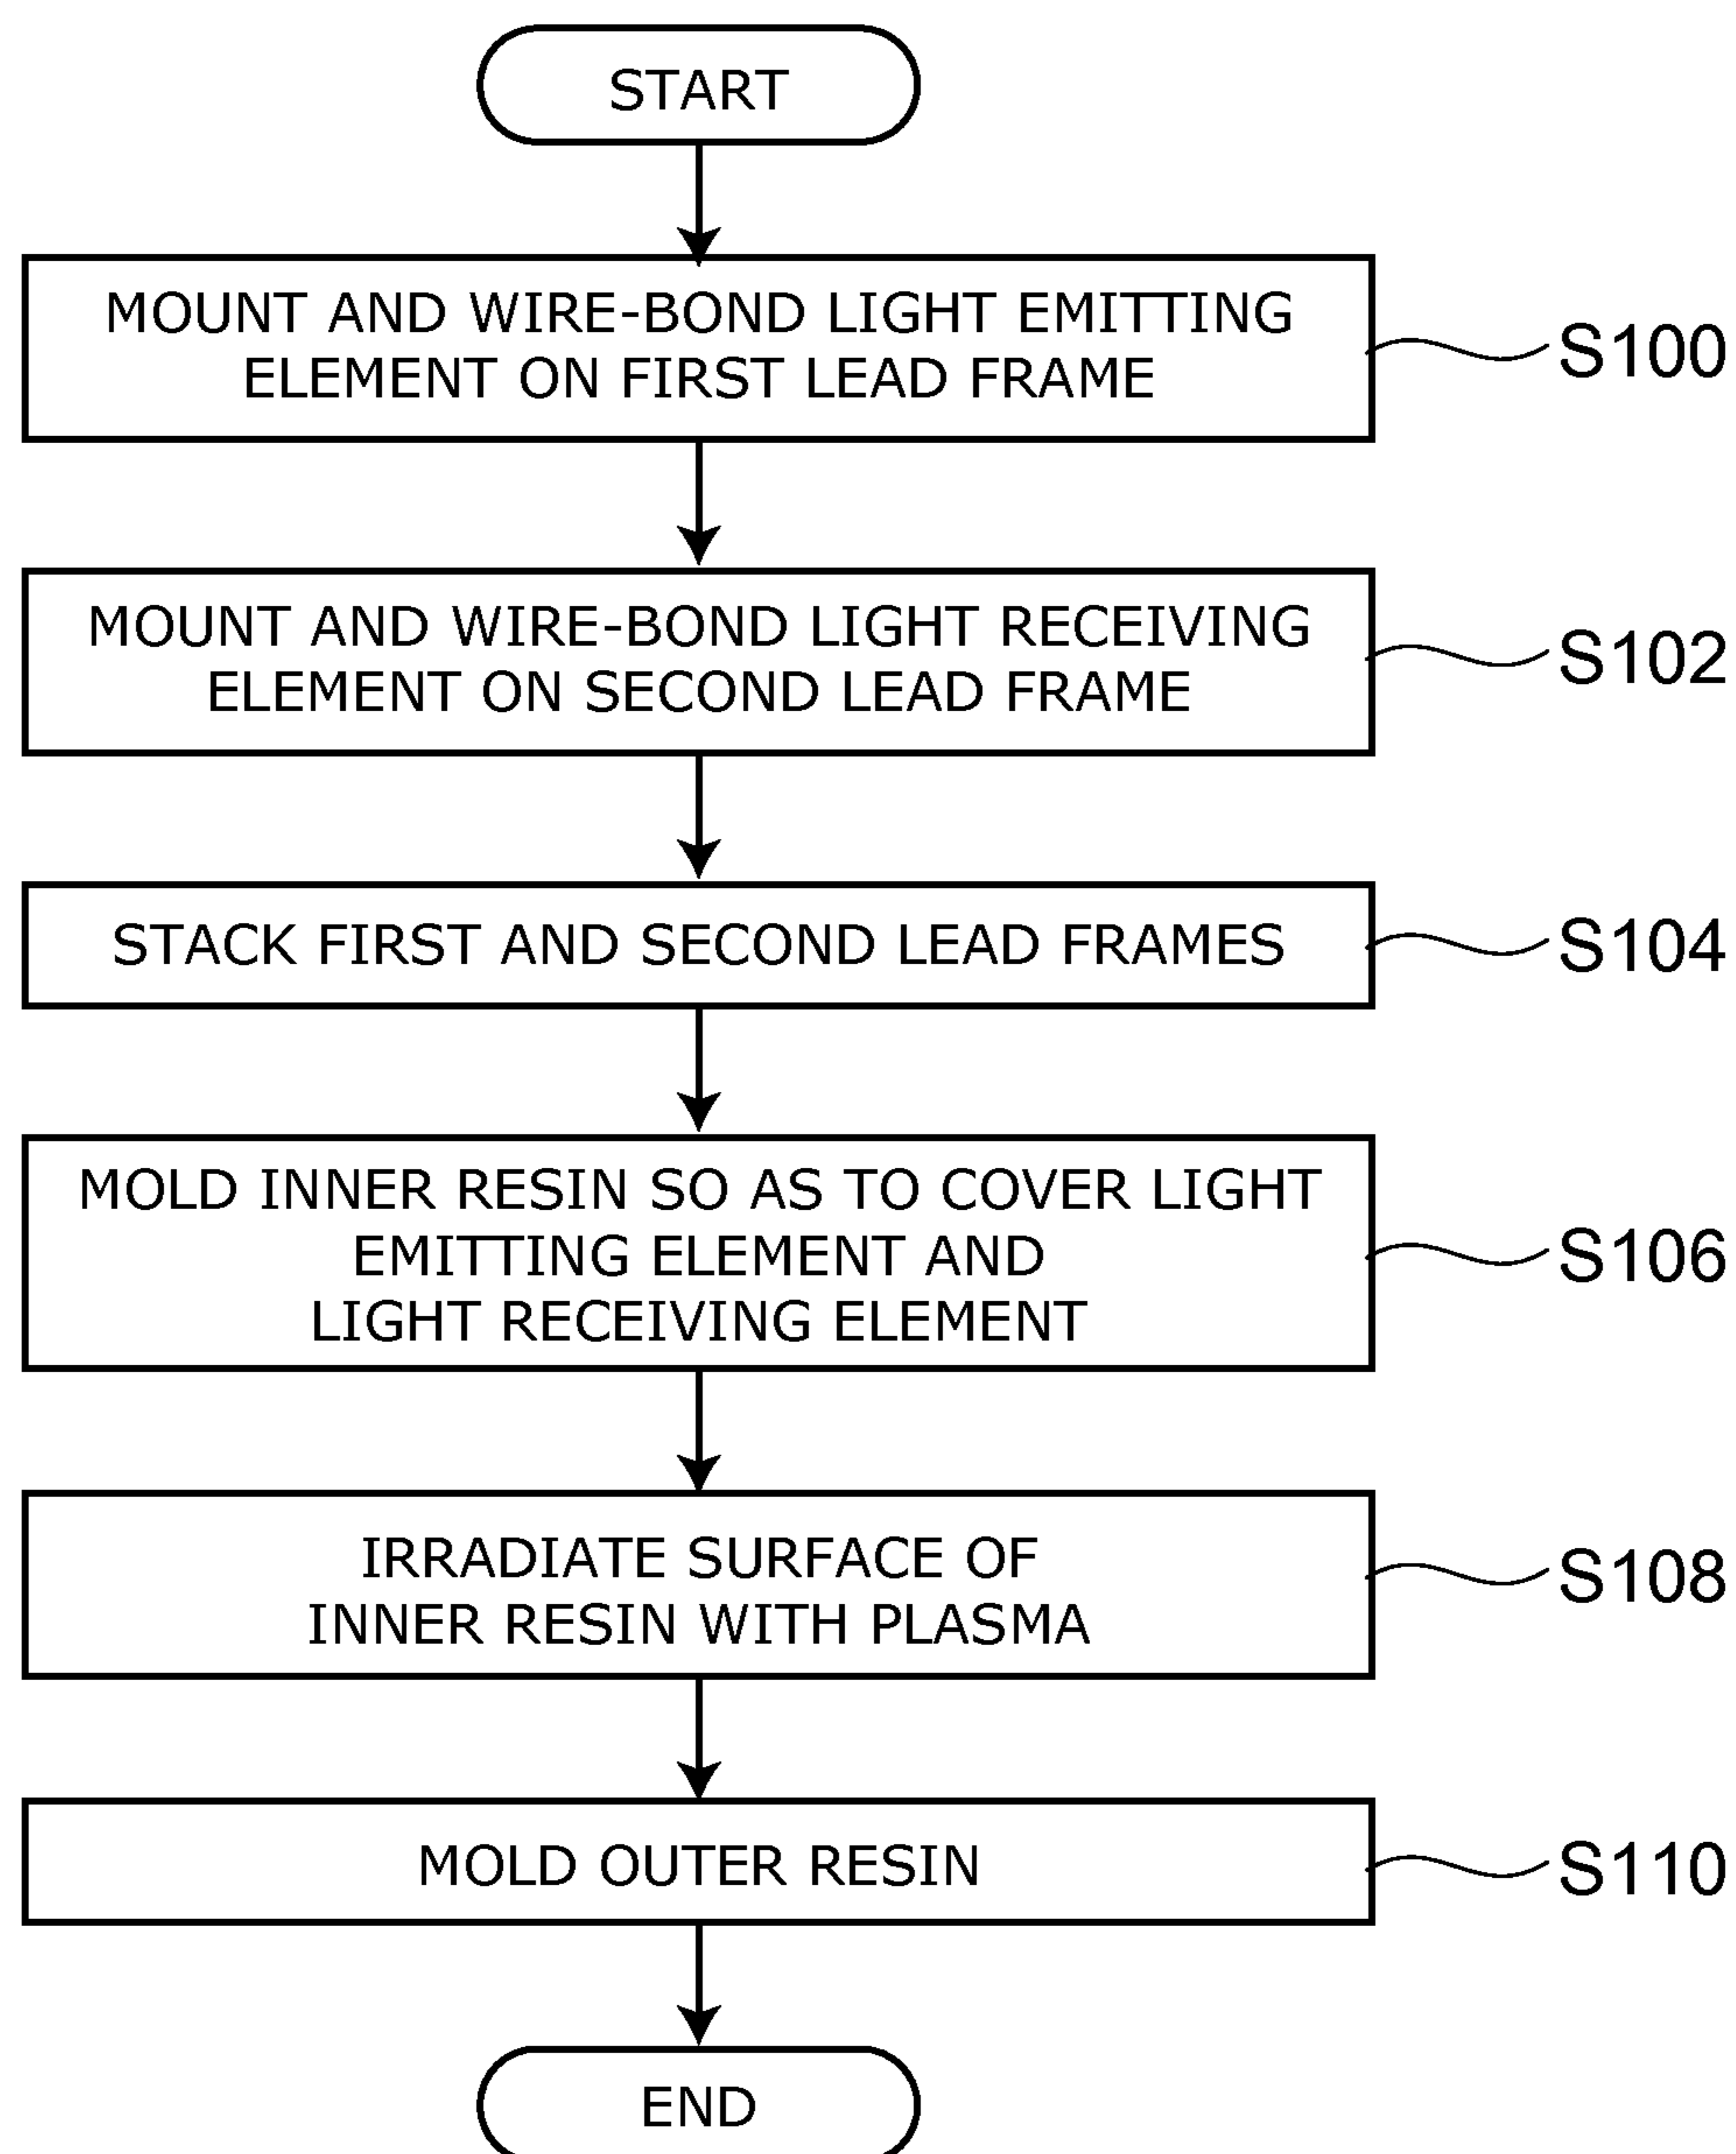 START
MOUNT AND WIRE-BOND LIGHT EMITTING
ELEMENT ON FIRST LEAD FRAME
S100
MOUNT AND WIRE-BOND LIGHT RECEIVING
ELEMENT ON SECOND LEAD FRAME
S102
STACK FIRST AND SECOND LEAD FRAMES
S104
MOLD INNER RESIN SO AS TO COVER LIGHT
EMITTING ELEMENT AND
LIGHT RECEIVING ELEMENT
S106
IRRADIATE SURFACE OF
INNER RESIN WITH PLASMA
S108
MOLD OUTER RESIN
S110
END